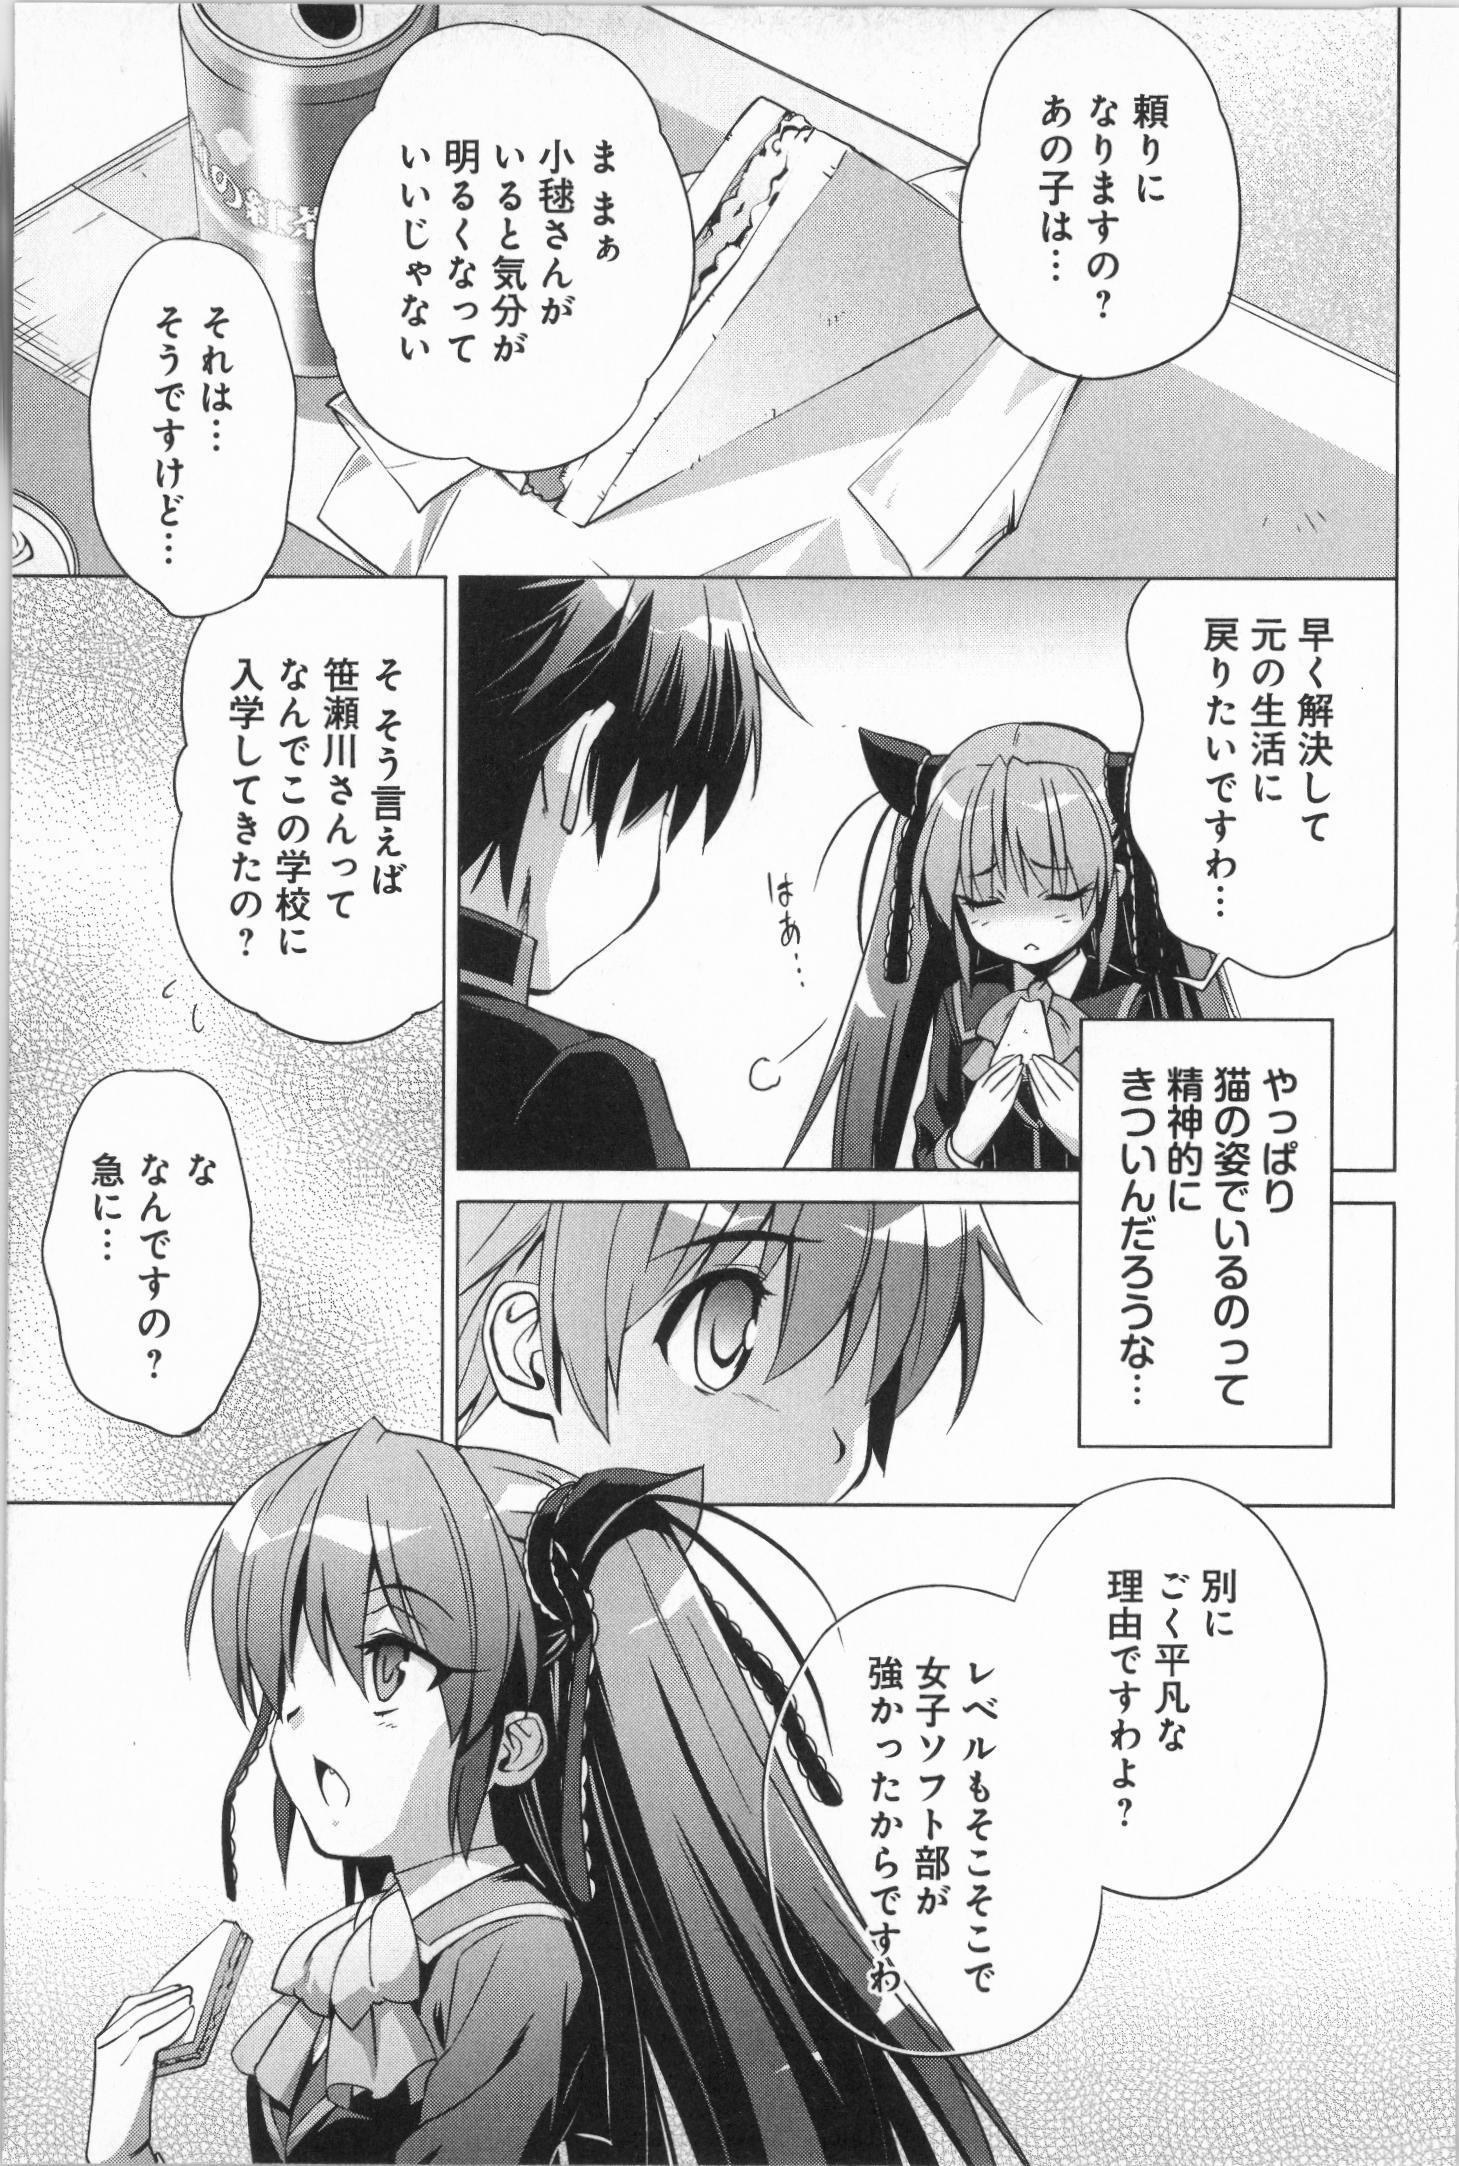 頼りに
なりますの？
あの子は…
ま まぁ
小毬さんが
いると気分が
明るくなって
いいじゃない
それは…
そうですけど…
早く解決して
元の生活に
戻りたいですわ…
はあ…
やっぱり
猫の姿でいるのって
精神的に
きついんだろうな…
そ そう言えば
笹瀬川さんって
なんでこの学校に
入学してきたの？
な
なんですの？
急に…
別に
ごく平凡な
理由ですわよ？
レベルもそこそこで
女子ソフト部が
強かったからですわ